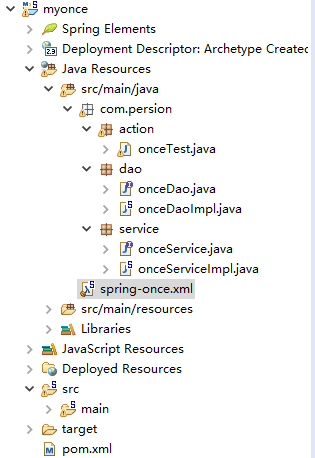 myonce
Spring Elements
Deployment Descriptor: Archetype Created
Java Resources
src/main/java
com.persion
action
onceTest.java
dao
onceDao.java
onceDaoImpl.java
service
onceService.java
onceServiceImpl.java
spring-once.xml
src/main/resources
Libraries
JavaScript Resources
Deployed Resources
src
main
target
pom.xml